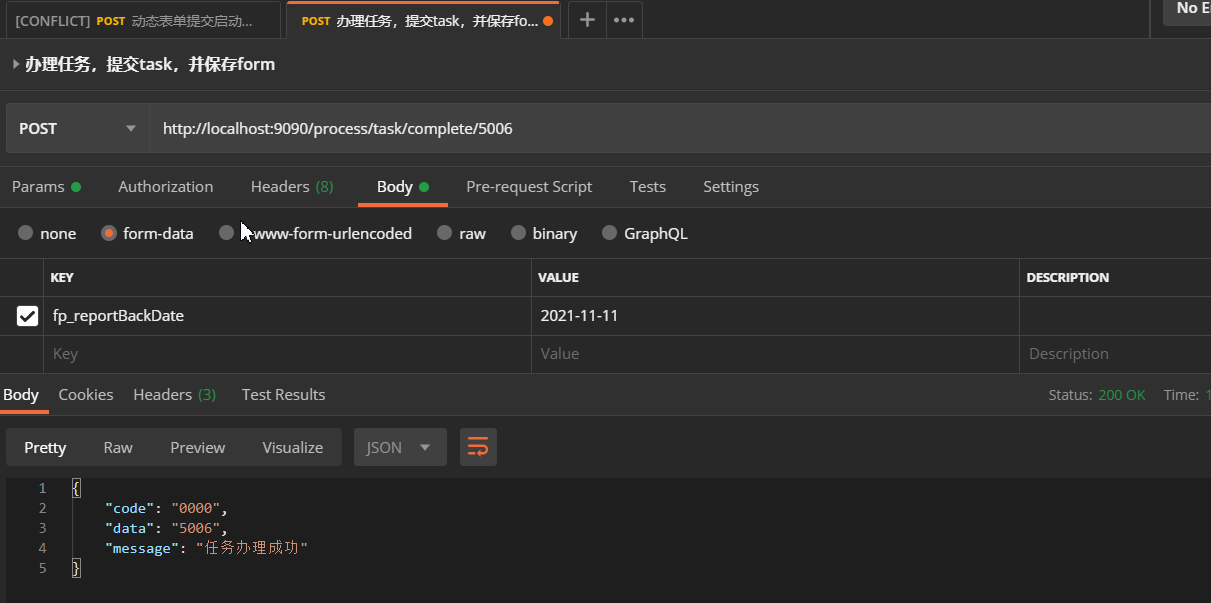 [CONFLICT] POST 动态表单提交启动... POST 办理任务，提交task，并保存fo...
办理任务，提交task，并保存form
POST http://localhost:9090/process/task/complete/5006
Params Authorization Headers (8) Body Pre-request Script Tests Settings
none form-data -www-form-urlencoded raw binary GraphQL
KEY VALUE DESCRIPTION
fp_reportBackDate 2021-11-11
Key Value Description
Body Cookies Headers (3) Test Results Status: 200 OK Time:
Pretty Raw Preview Visualize JSON
1 {
2 "code": "0000",
3 "data": "5006",
4 "message": "任务办理成功"
5 }